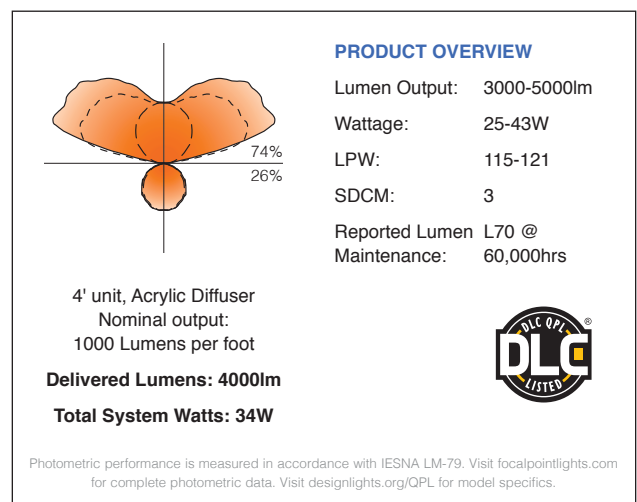 74%
26%
4' unit, Acrylic Diffuser
Nominal output:
1000 Lumens per foot
Delivered Lumens: 4000lm
Total System Watts: 34W
PRODUCT OVERVIEW
Lumen Output: 3000-5000lm
Wattage: 25-43W
LPW: 115-121
SDCM: 3
Reported Lumen L70 @
Maintenance: 60,000hrs
DLC QPL
®
DLC
LISTED
Photometric performance is measured in accordance with IESNA LM-79. Visit focalpointlights.com
for complete photometric data. Visit designlights.org/QPL for model specifics.